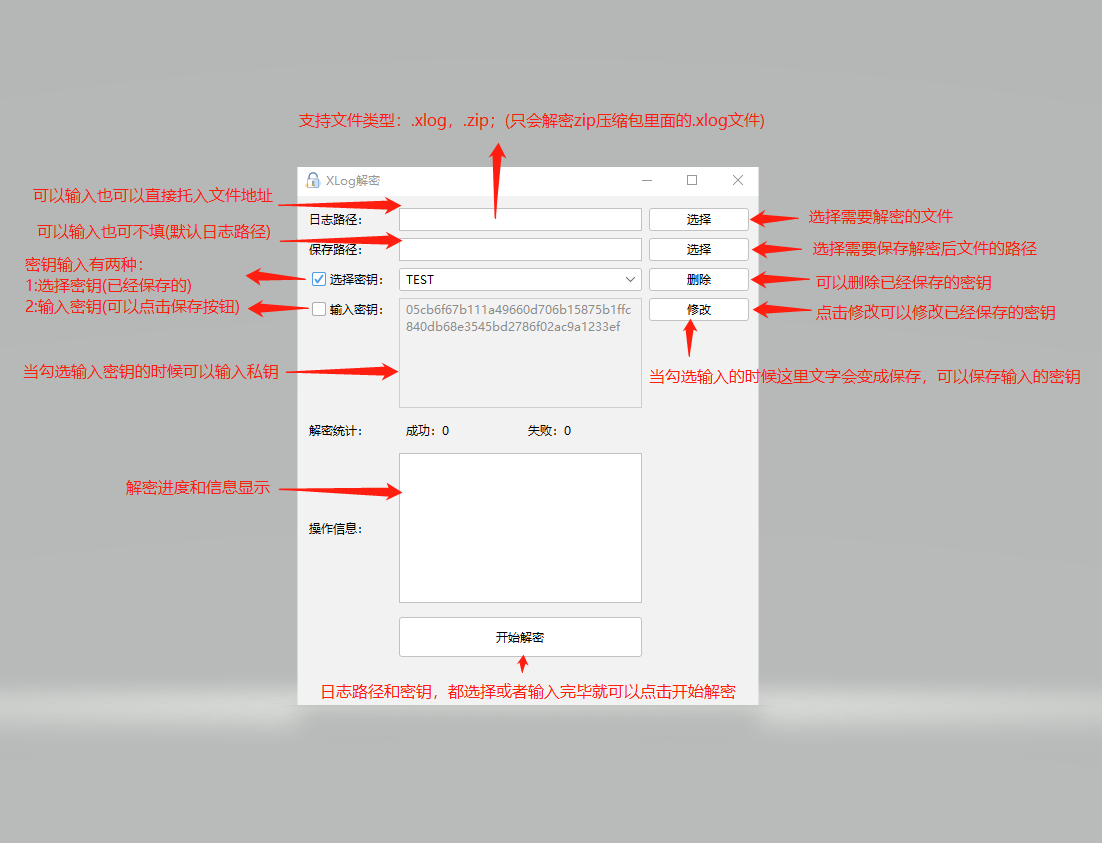 支持文件类型：.xlog，.zip；(只会解密zip压缩包里面的.xlog文件)
XLog解密
可以输入也可以直接托入文件地址
日志路径：
选择
选择需要解密的文件
可以输入也可不填(默认日志路径)
保存路径：
选择
选择需要保存解密后文件的路径
密钥输入有两种：
1:选择密钥(已经保存的)
2:输入密钥(可以点击保存按钮)
选择密钥：
TEST
删除
可以删除已经保存的密钥
输入密钥：
05cb6f67b111a49660d706b15875b1ffc
840db68e3545bd2786f02ac9a1233ef
修改
点击修改可以修改已经保存的密钥
当勾选输入密钥的时候可以输入私钥
当勾选输入的时候这里文字会变成保存，可以保存输入的密钥
解密统计：
成功：0
失败：0
解密进度和信息显示
操作信息：
开始解密
日志路径和密钥，都选择或者输入完毕就可以点击开始解密